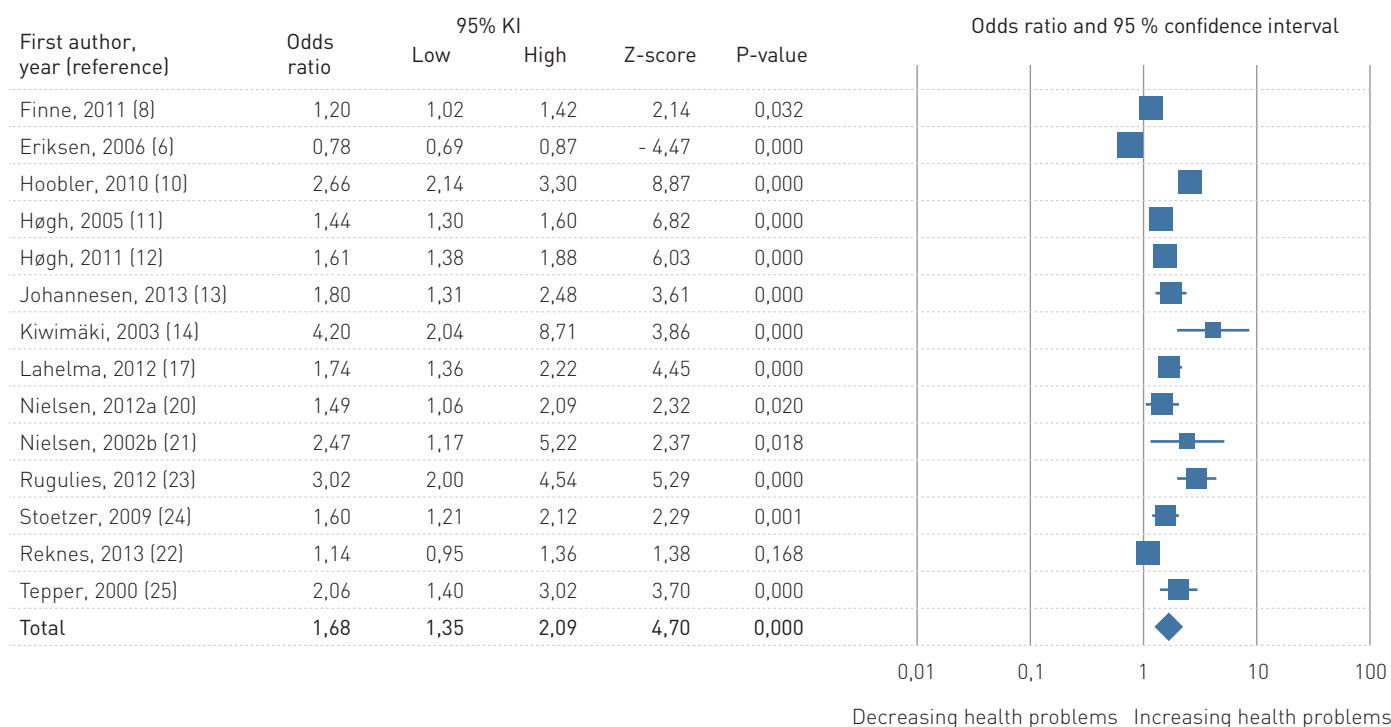 95% KI Odds ratio and 95 % confidence interval
First author, Odds
year (reference) ratio Low High Z-score P-value
Finne, 2011 (8) 1,20 1,02 1,42 2,14 0,032
Eriksen, 2006 (6) 0,78 0,69 0,87 - 4,47 0,000
Hoobler, 2010 (10) 2,66 2,14 3,30 8,87 0,000
Høgh, 2005 (11) 1,44 1,30 1,60 6,82 0,000
Høgh, 2011 (12) 1,61 1,38 1,88 6,03 0,000
Johannesen, 2013 (13) 1,80 1,31 2,48 3,61 0,000
Kiwimäki, 2003 (14) 4,20 2,04 8,71 3,86 0,000
Lahelma, 2012 (17) 1,74 1,36 2,22 4,45 0,000
Nielsen, 2012a (20) 1,49 1,06 2,09 2,32 0,020
Nielsen, 2002b (21) 2,47 1,17 5,22 2,37 0,018
Rugulies, 2012 (23) 3,02 2,00 4,54 5,29 0,000
Stoetzer, 2009 (24) 1,60 1,21 2,12 2,29 0,001
Reknes, 2013 (22) 1,14 0,95 1,36 1,38 0,168
Tepper, 2000 (25) 2,06 1,40 3,02 3,70 0,000
Total 1,68 1,35 2,09 4,70 0,000
0,01 0,1 1 10 100
Decreasing health problems Increasing health problems